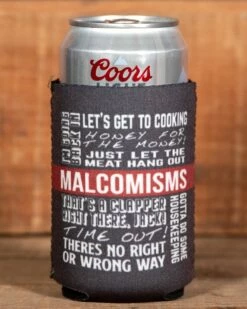 Coors
LIGHT
LET'S GET TO COOKING
HONEY FOR
THE MONEY!
JUST LET THE
MEAT HANG OUT
MALCOMISMS
THAT'S A CLAPPER
RIGHT THERE, JACK!
TIME OUT!
THERES NO RIGHT
OR WRONG WAY
GOTTA DO SOME
HOUSEKEEPING